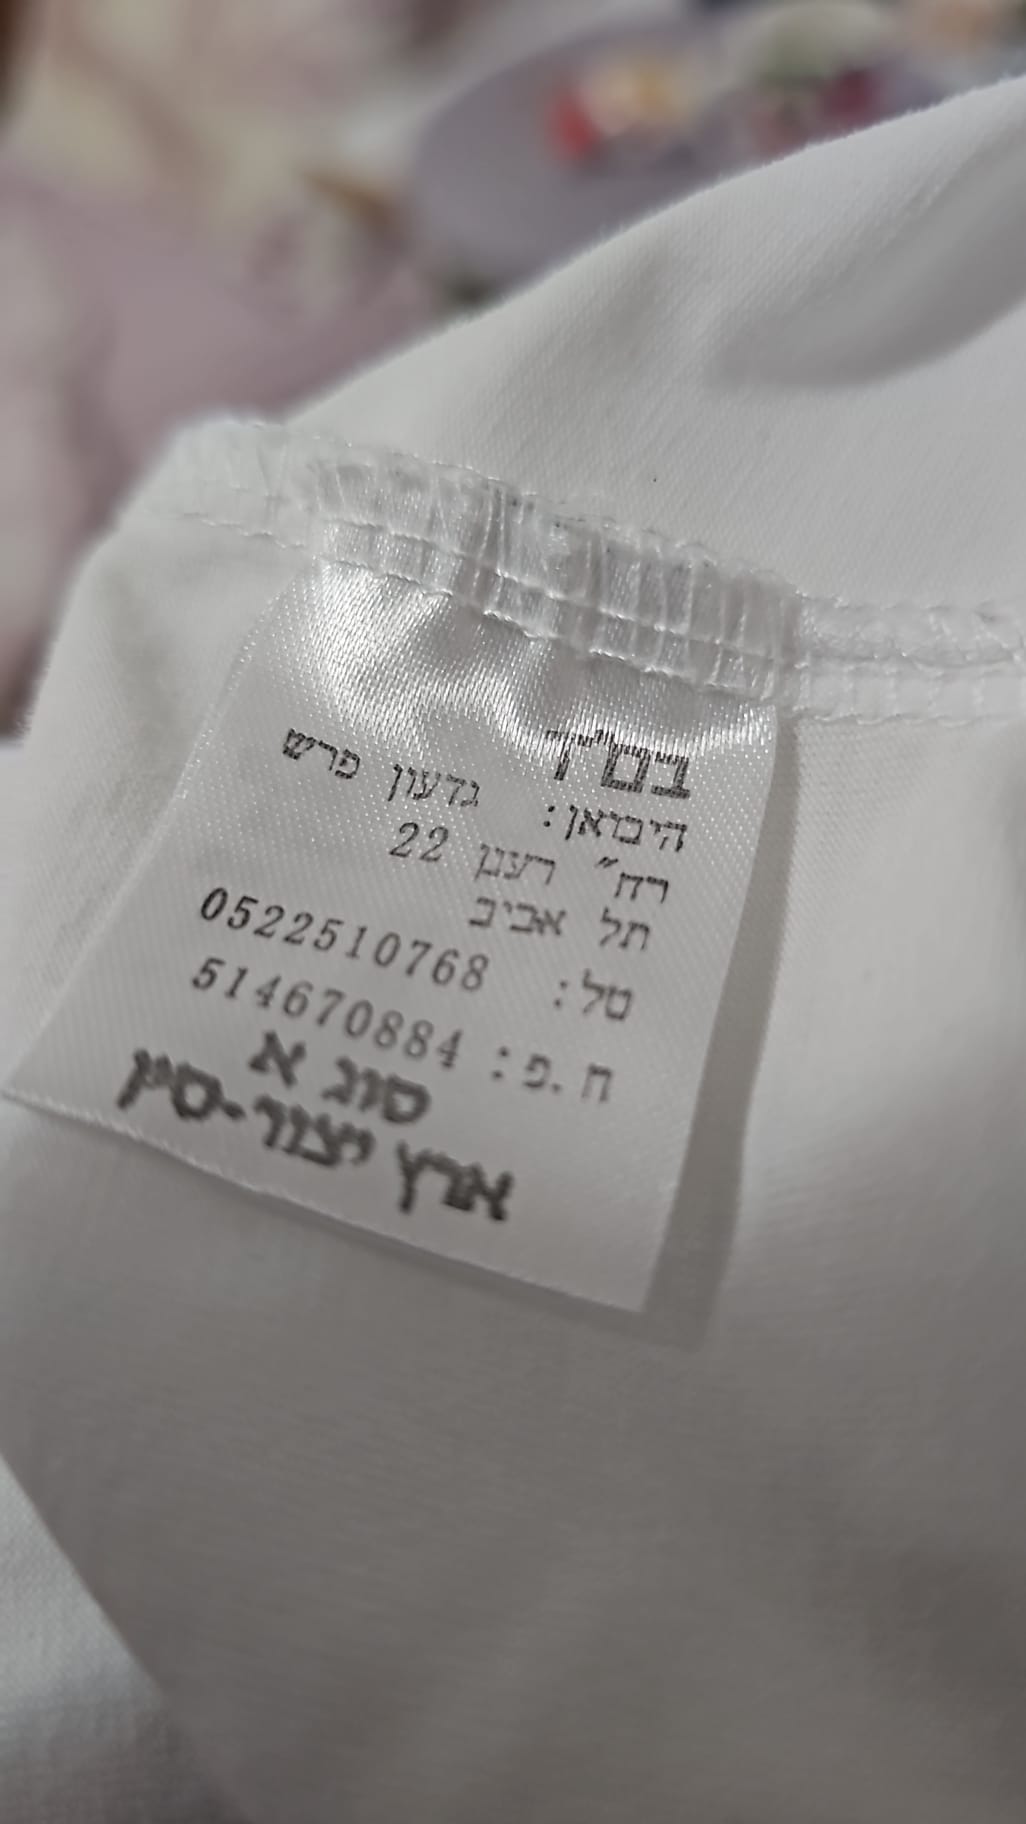 בס"ד
היבואן: גדעון פרש
רח" רענן 22
תל אביב
טל: 0522510768
ח.פ: 514670884
סוג א
ארץ יצור-סין